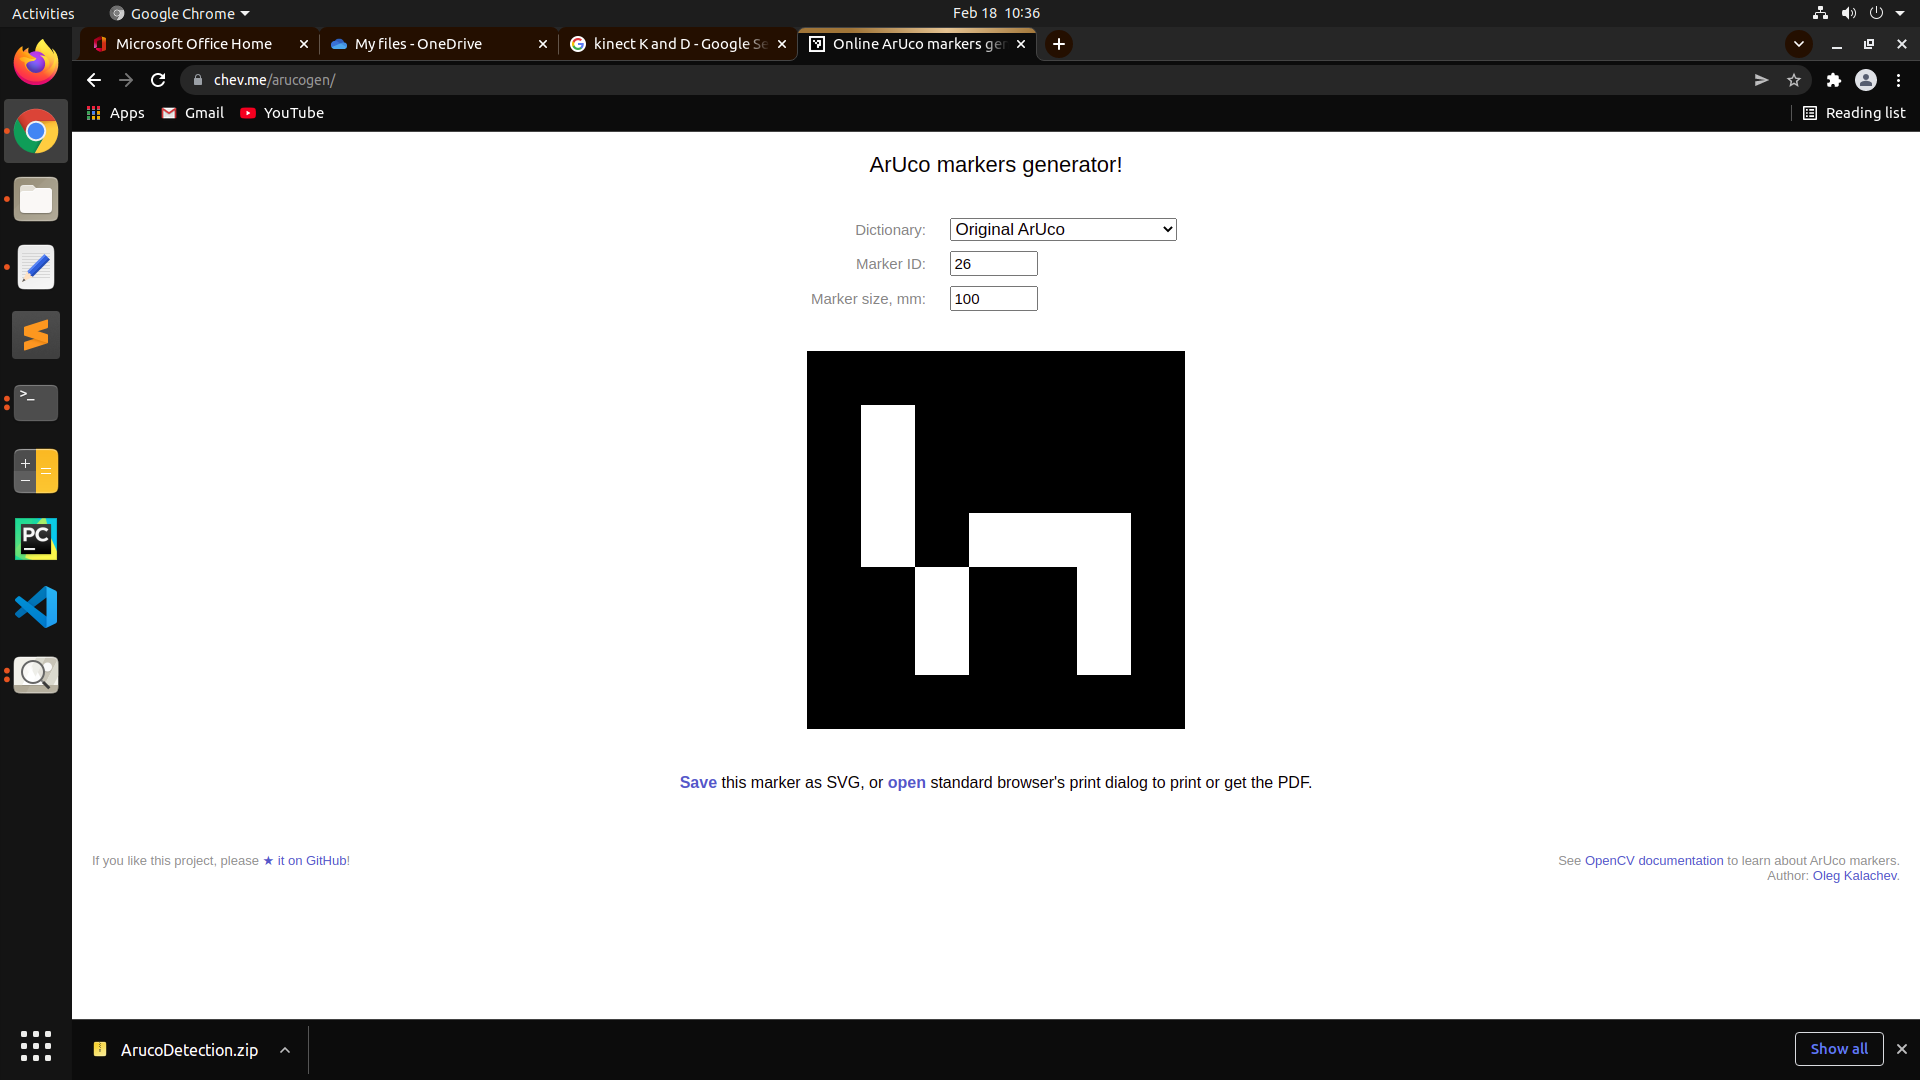 Activities
Google Chrome
Feb 18 10:36
Microsoft Office Home
My files - OneDrive
kinect K and D - Google Se
Online ArUco markers gen
chev.me/arucogen/
Apps
Gmail
YouTube
Reading list
ArUco markers generator!
Dictionary:
Original ArUco
Marker ID:
26
Marker size, mm:
100
>_
PC
Save this marker as SVG, or open standard browser's print dialog to print or get the PDF.
If you like this project, please ★ it on GitHub!
See OpenCV documentation to learn about ArUco markers.
Author: Oleg Kalachev.
ArucoDetection.zip
Show all